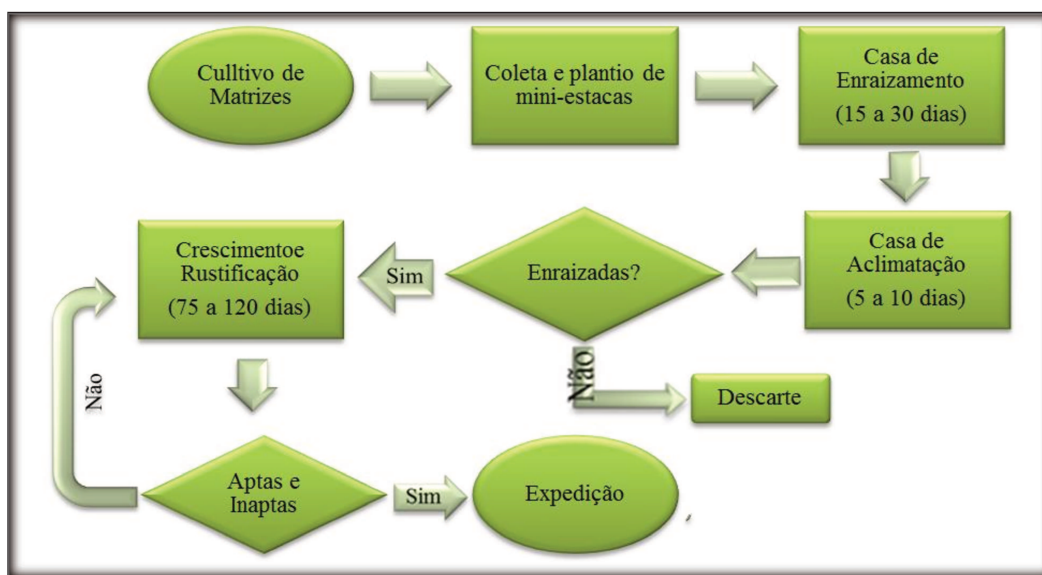 Culltivo de
Matrizes
Coleta e plantio de
mini-estacas
Casa de
Enraizamento
(15 a 30 dias)
Casa de
Aclimatação
(5 a 10 dias)
Enraizadas?
Sim
Crescimentoe
Rustificação
(75 a 120 dias)
Não
Descarte
Não
Aptas e
Inaptas
Sim
Expedição
,